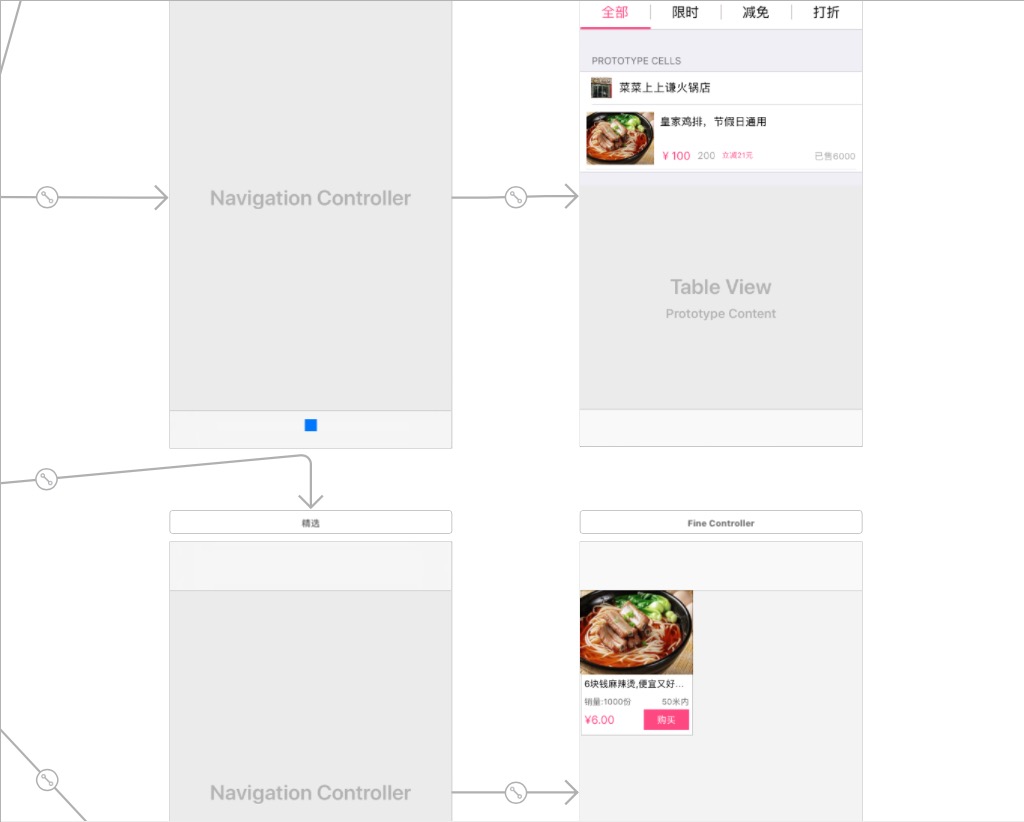 全部 限时 减免 打折
PROTOTYPE CELLS
菜菜上上谦火锅店
皇家鸡排，节假日通用
¥ 100 200 立减21元 已售6000
Navigation Controller
Table View
Prototype Content
精选
Fine Controller
6块钱麻辣烫,便宜又好...
销量:1000份 50米内
¥6.00 购买
Navigation Controller